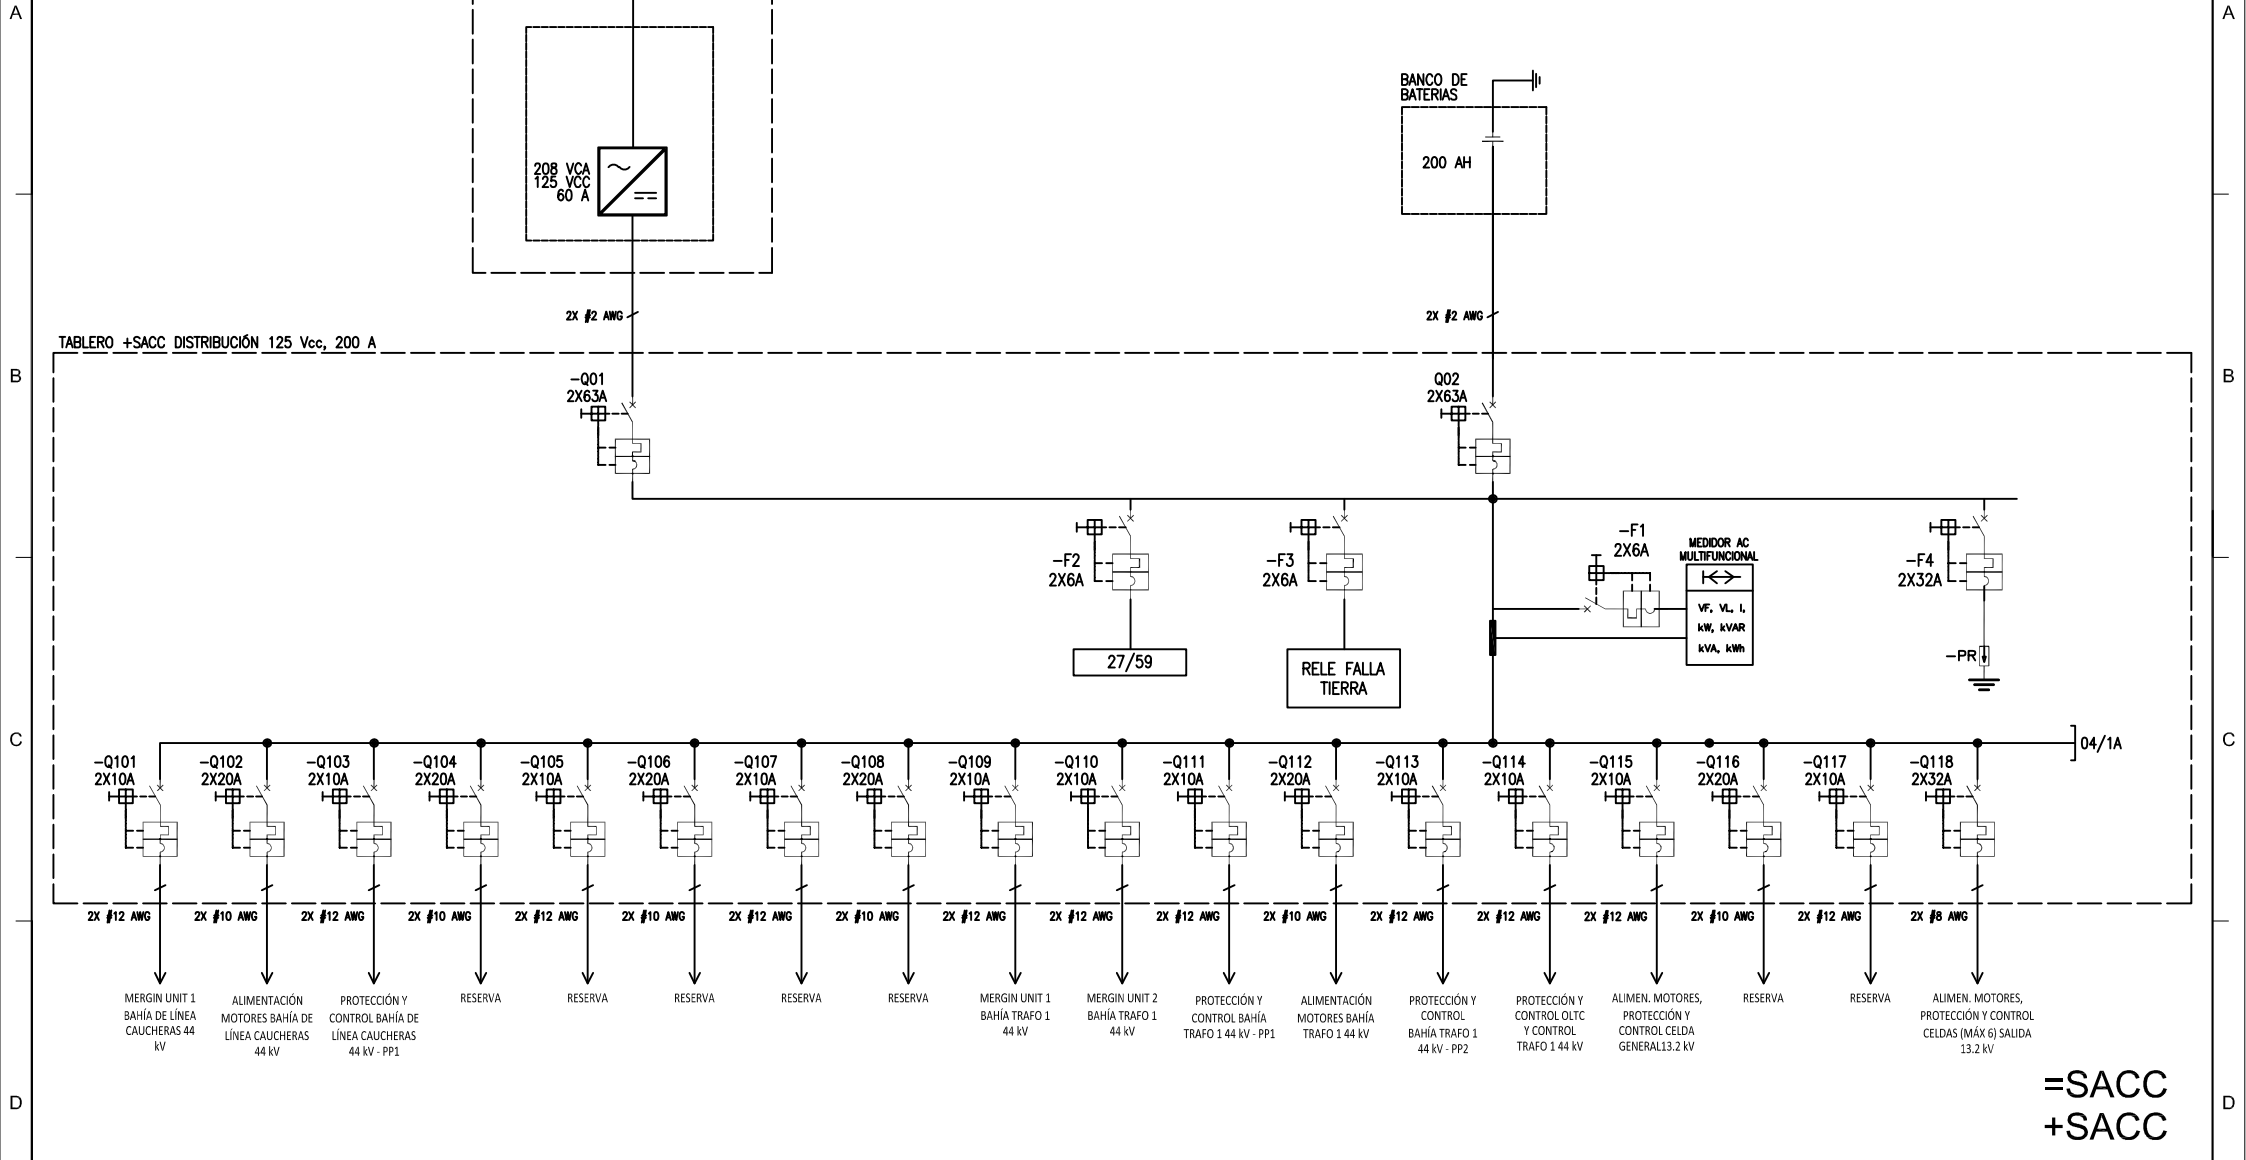 A
A
BANCO DE
BATERIAS
200 AH
208 VCA
125 VCC
60 A
2X #2 AWG
2X #2 AWG
TABLERO +SACC DISTRIBUCIÓN 125 Vcc, 200 A
B
B
-Q01
2X63A
Q02
2X63A
-F2
2X6A
-F3
2X6A
-F1
2X6A
MEDIDOR AC
MULTIFUNCIONAL
VF, VL, I,
kW, kVAR
kVA, kWh
-F4
2X32A
27/59
RELE FALLA
TIERRA
-PR
C
C
04/1A
-Q101
2X10A
-Q102
2X20A
-Q103
2X10A
-Q104
2X20A
-Q105
2X10A
-Q106
2X20A
-Q107
2X10A
-Q108
2X20A
-Q109
2X10A
-Q110
2X10A
-Q111
2X10A
-Q112
2X20A
-Q113
2X10A
-Q114
2X10A
-Q115
2X10A
-Q116
2X20A
-Q117
2X10A
-Q118
2X32A
2X #12 AWG
2X #10 AWG
2X #12 AWG
2X #10 AWG
2X #12 AWG
2X #10 AWG
2X #12 AWG
2X #10 AWG
2X #12 AWG
2X #12 AWG
2X #12 AWG
2X #10 AWG
2X #12 AWG
2X #12 AWG
2X #12 AWG
2X #10 AWG
2X #12 AWG
2X #8 AWG
MERGIN UNIT 1
BAHÍA DE LÍNEA
CAUCHERAS 44
kV
ALIMENTACIÓN
MOTORES BAHÍA DE
LÍNEA CAUCHERAS
44 kV
PROTECCIÓN Y
CONTROL BAHÍA DE
LÍNEA CAUCHERAS
44 kV - PP1
RESERVA
RESERVA
RESERVA
RESERVA
RESERVA
MERGIN UNIT 1
BAHÍA TRAFO 1
44 kV
MERGIN UNIT 2
BAHÍA TRAFO 1
44 kV
PROTECCIÓN Y
CONTROL BAHÍA
TRAFO 1 44 kV - PP1
ALIMENTACIÓN
MOTORES BAHÍA
TRAFO 1 44 kV
PROTECCIÓN Y
CONTROL
BAHÍA TRAFO 1
44 kV - PP2
PROTECCIÓN Y
CONTROL OLTC
Y CONTROL
TRAFO 1 44 kV
ALIMEN. MOTORES,
PROTECCIÓN Y
CONTROL CELDA
GENERAL13.2 kV
RESERVA
RESERVA
ALIMEN. MOTORES,
PROTECCIÓN Y CONTROL
CELDAS (MÁX 6) SALIDA
13.2 kV
=SACC
+SACC
D
D